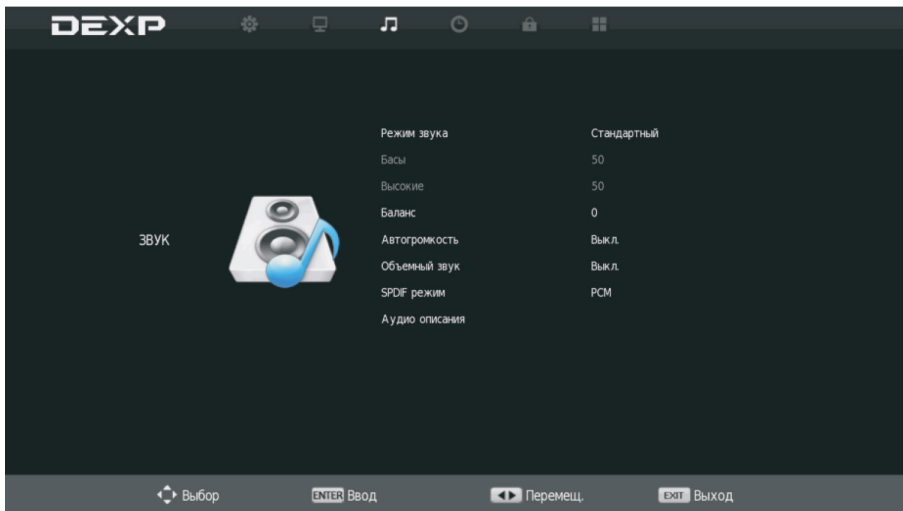 DEXP
Режим звука Стандартный
Басы 50
Высокие 50
Баланс 0
ЗВУК
Автогромкость Выкл.
Объемный звук Выкл.
SPDIF режим PCM
Аудио описания
Выбор ENTER Ввод Перемещ. EXIT Выход